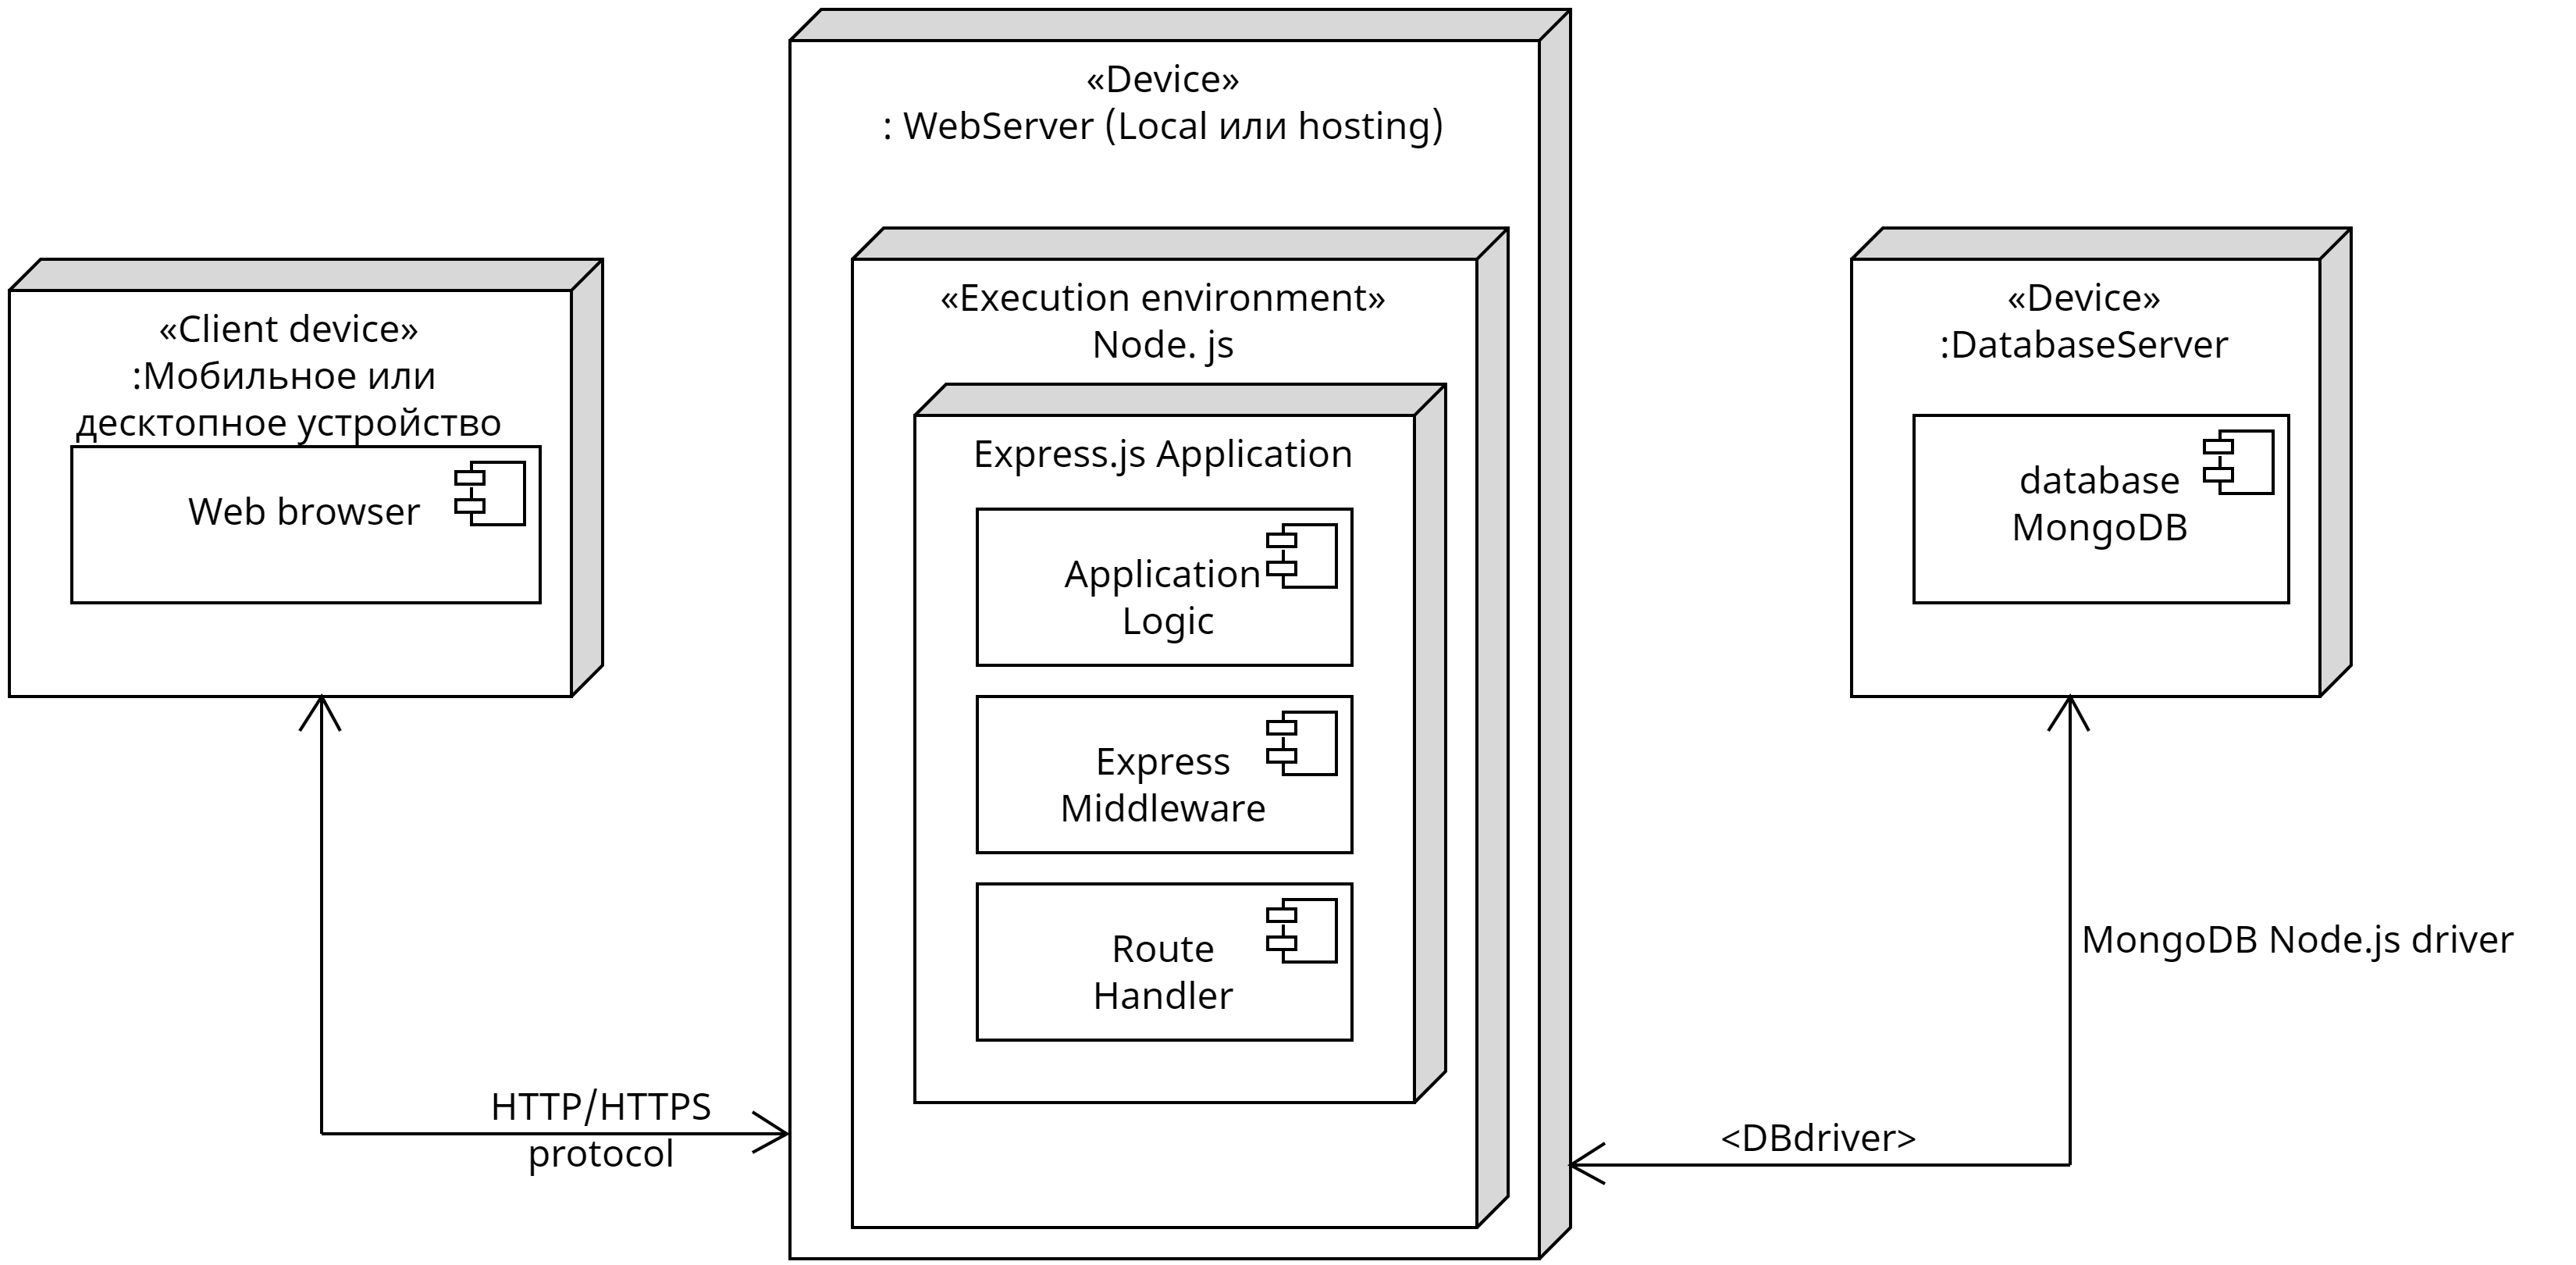 «Client device»
:Мобильное или
десктопное устройство
Web browser
HTTP/HTTPS
protocol
«Device»
: WebServer (Local или hosting)
«Execution environment»
Node. js
Express.js Application
Application
Logic
Express
Middleware
Route
Handler
«Device»
:DatabaseServer
database
MongoDB
MongoDB Node.js driver
<DBdriver>